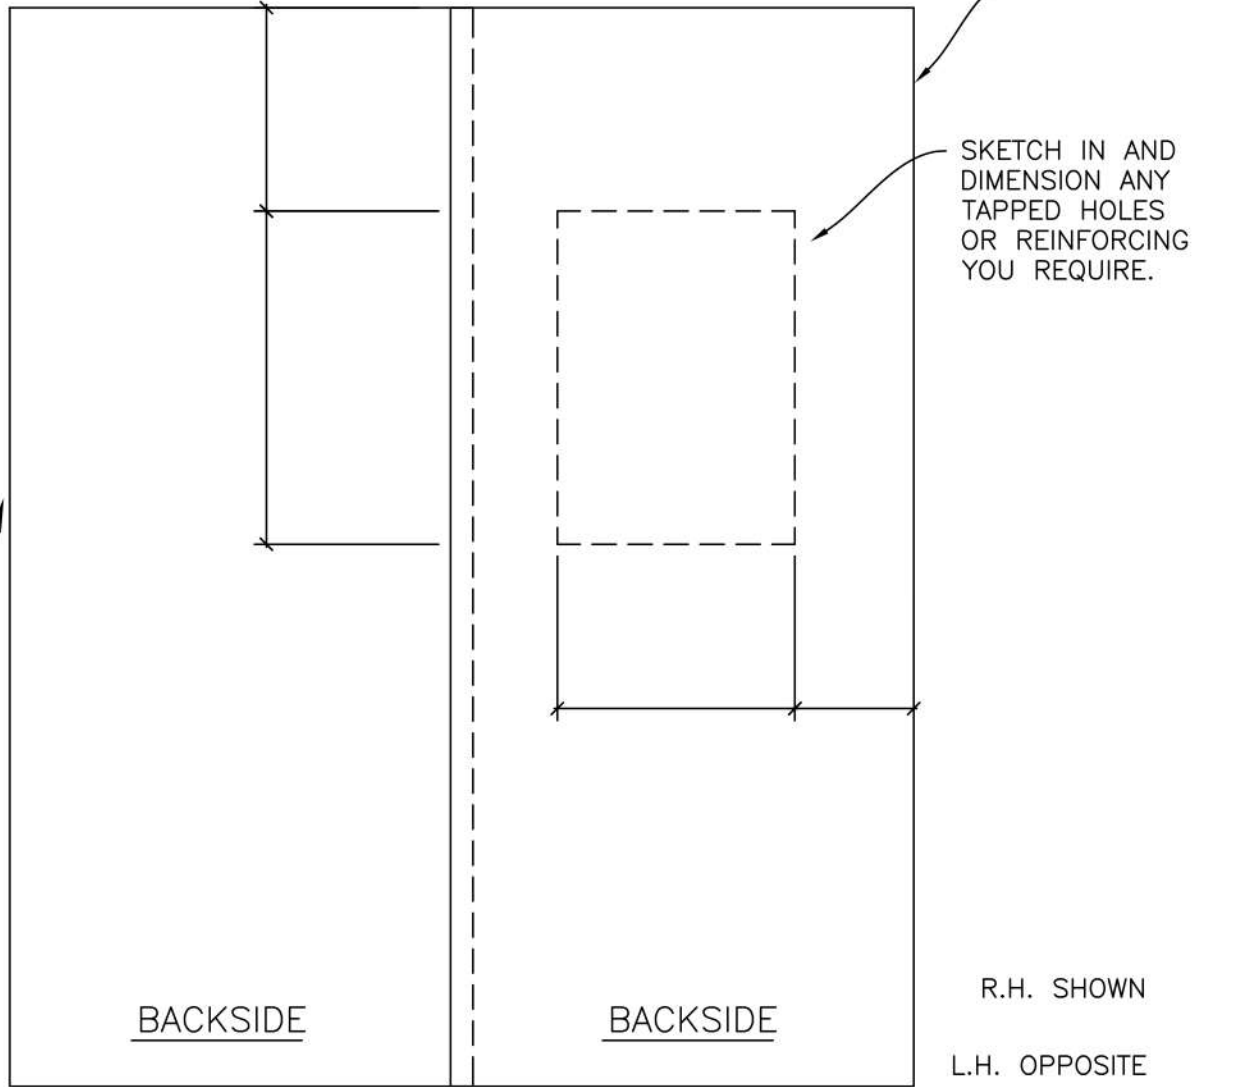 SKETCH IN AND
DIMENSION ANY
TAPPED HOLES
OR REINFORCING
YOU REQUIRE.
R.H. SHOWN
BACKSIDE BACKSIDE
L.H. OPPOSITE